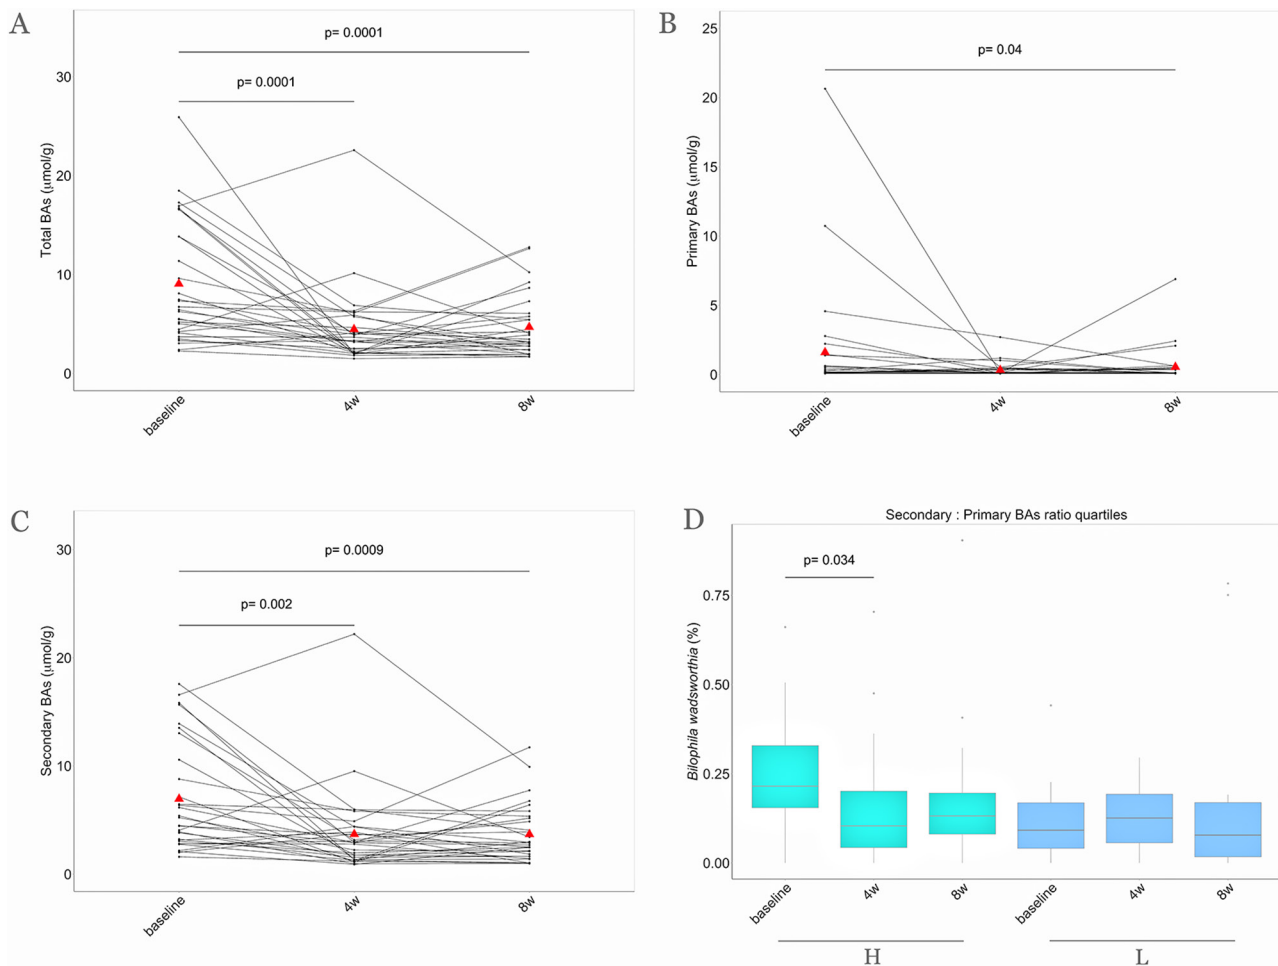 A
p= 0.0001
p= 0.0001
Total BAs (μmol/g)
30
20
10
0
baseline
4w
8w
B
p= 0.04
Primary BAs (μmol/g)
25
20
15
10
5
0
baseline
4w
8w
C
p= 0.0009
p= 0.002
Secondary BAs (μmol/g)
30
20
10
0
baseline
4w
8w
D
Secondary : Primary BAs ratio quartiles
p= 0.034
Bilophila wadsworthia (%)
0.75
0.50
0.25
0.00
baseline
4w
8w
baseline
4w
8w
H
L